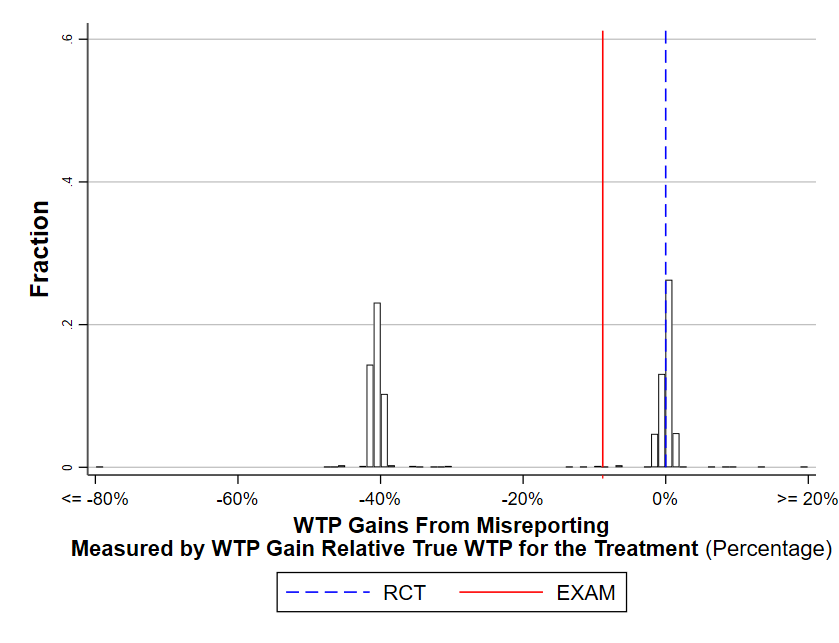 .6
.4
.2
0
Fraction
<= -80%
-60%
-40%
-20%
0%
>= 20%
WTP Gains From Misreporting
Measured by WTP Gain Relative True WTP for the Treatment (Percentage)
RCT
EXAM